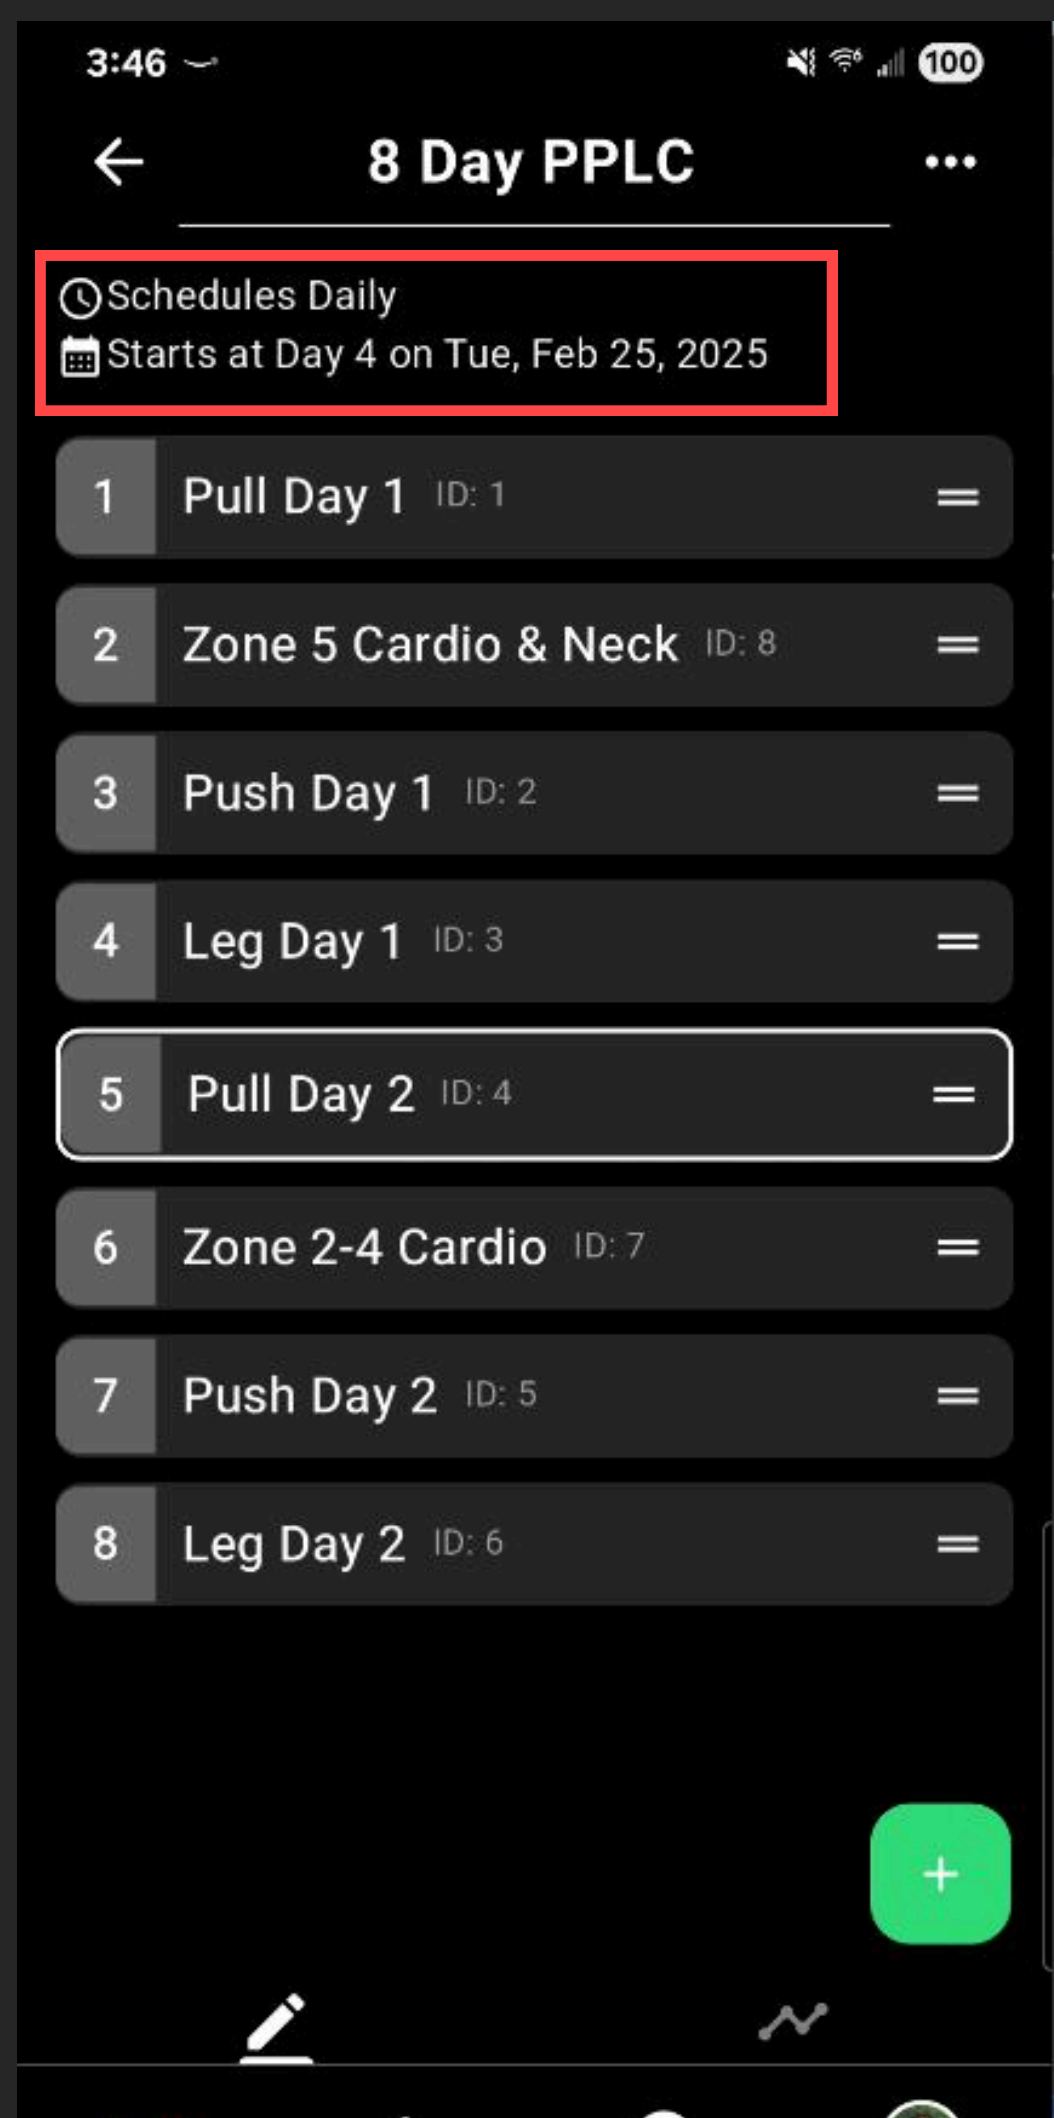 3:46
100
8 Day PPLC
Schedules Daily
Starts at Day 4 on Tue, Feb 25, 2025
1 Pull Day 1 ID: 1
2 Zone 5 Cardio & Neck ID: 8
3 Push Day 1 ID: 2
4 Leg Day 1 ID: 3
5 Pull Day 2 ID: 4
6 Zone 2-4 Cardio ID: 7
7 Push Day 2 ID: 5
8 Leg Day 2 ID: 6
+